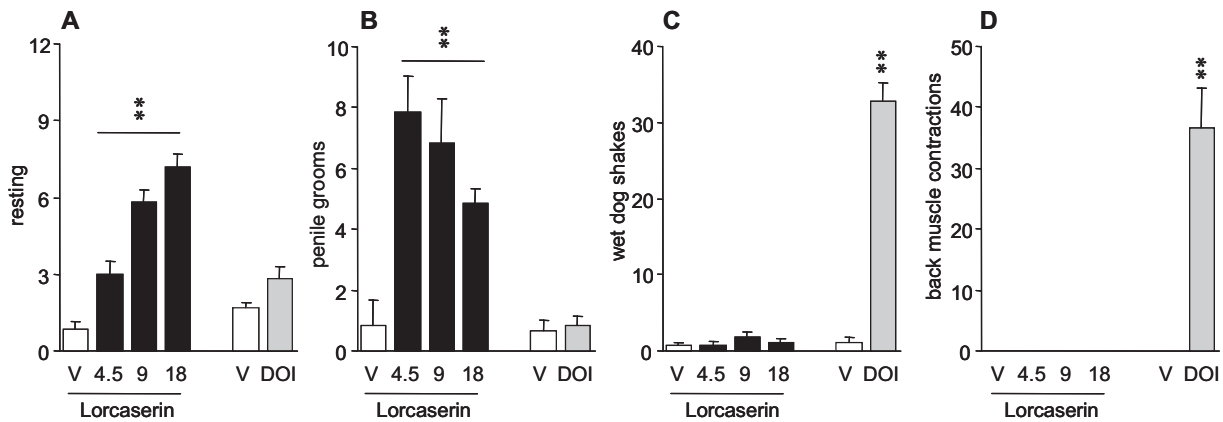 A
resting
12
9
6
3
0
**
V 4.5 9 18 V DOI
Lorcaserin
B
penile grooms
10
8
6
4
2
0
**
V 4.5 9 18 V DOI
Lorcaserin
C
wet dog shakes
40
30
20
10
0
**
V 4.5 9 18 V DOI
Lorcaserin
D
back muscle contractions
50
40
30
20
10
0
**
V 4.5 9 18 V DOI
Lorcaserin